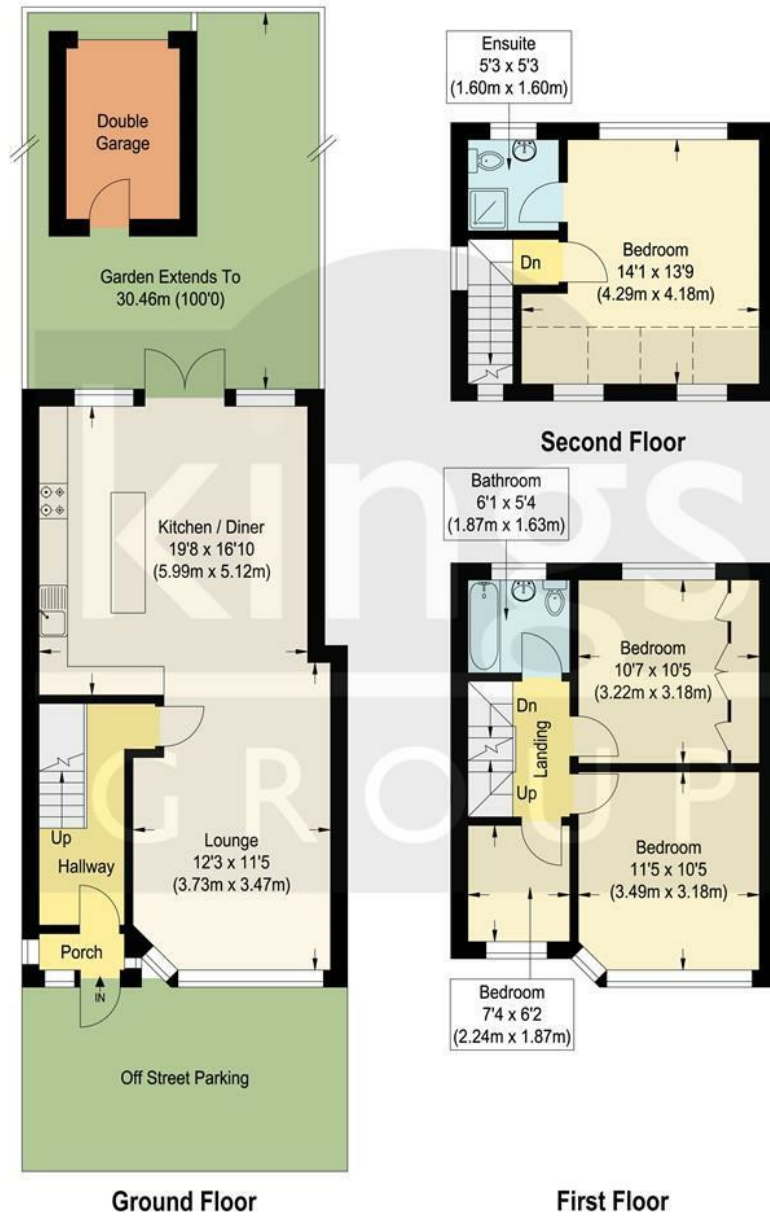 Double
Garage
Garden Extends To
30.46m (100'0)
Kitchen / Diner
19'8 x 16'10
(5.99m x 5.12m)
Up
Hallway
Lounge
12'3 x 11'5
(3.73m x 3.47m)
Porch
IN
Off Street Parking
Ground Floor
Ensuite
5'3 x 5'3
(1.60m x 1.60m)
Dn
Bedroom
14'1 x 13'9
(4.29m x 4.18m)
Second Floor
Bathroom
6'1 x 5'4
(1.87m x 1.63m)
Bedroom
10'7 x 10'5
(3.22m x 3.18m)
Dn
Landing
Up
Bedroom
11'5 x 10'5
(3.49m x 3.18m)
Bedroom
7'4 x 6'2
(2.24m x 1.87m)
First Floor
kings
GROUP